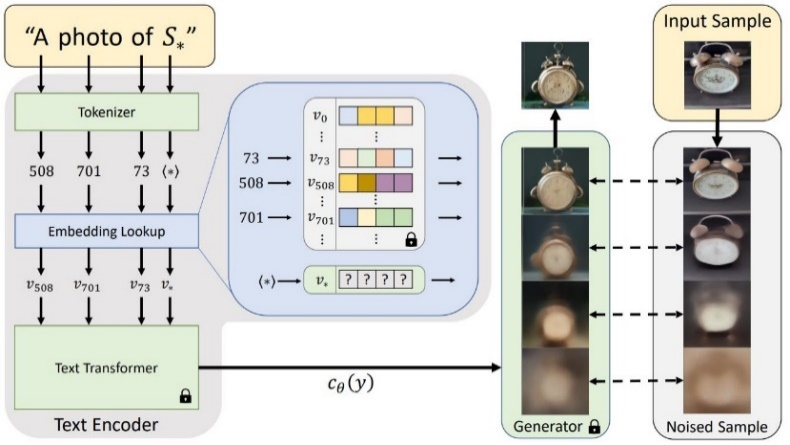 “A photo of S*”
Tokenizer
508 701 73 ⟨*⟩
Embedding Lookup
v508 v701 v73 v*
Text Transformer
Text Encoder
v0
⋮ ⋮
73 v73
508 v508
⋮
701 v701
⋮ ⋮
⟨*⟩ v* ? ? ? ?
cθ(y)
Generator
Input Sample
Noised Sample